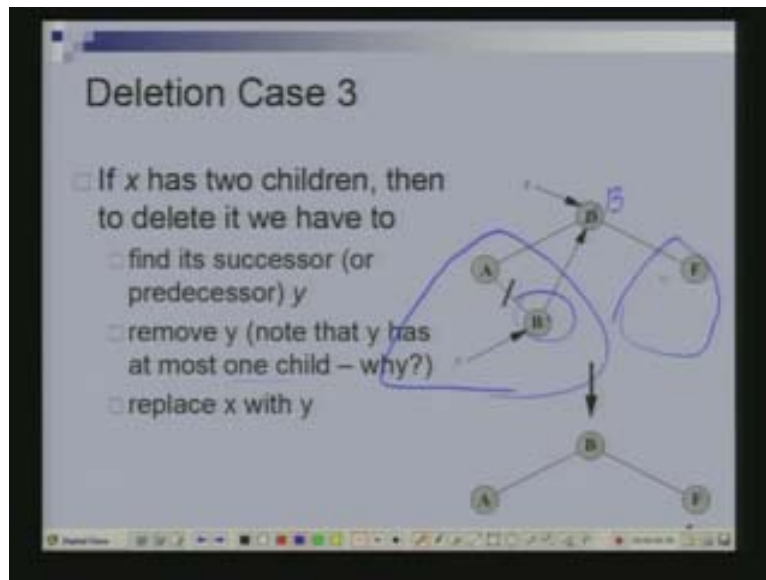 Deletion Case 3
If x has two children, then
to delete it we have to
find its successor (or
predecessor) y
remove y (note that y has
at most one child – why?)
replace x with y
B
A
F
B
B
A
F